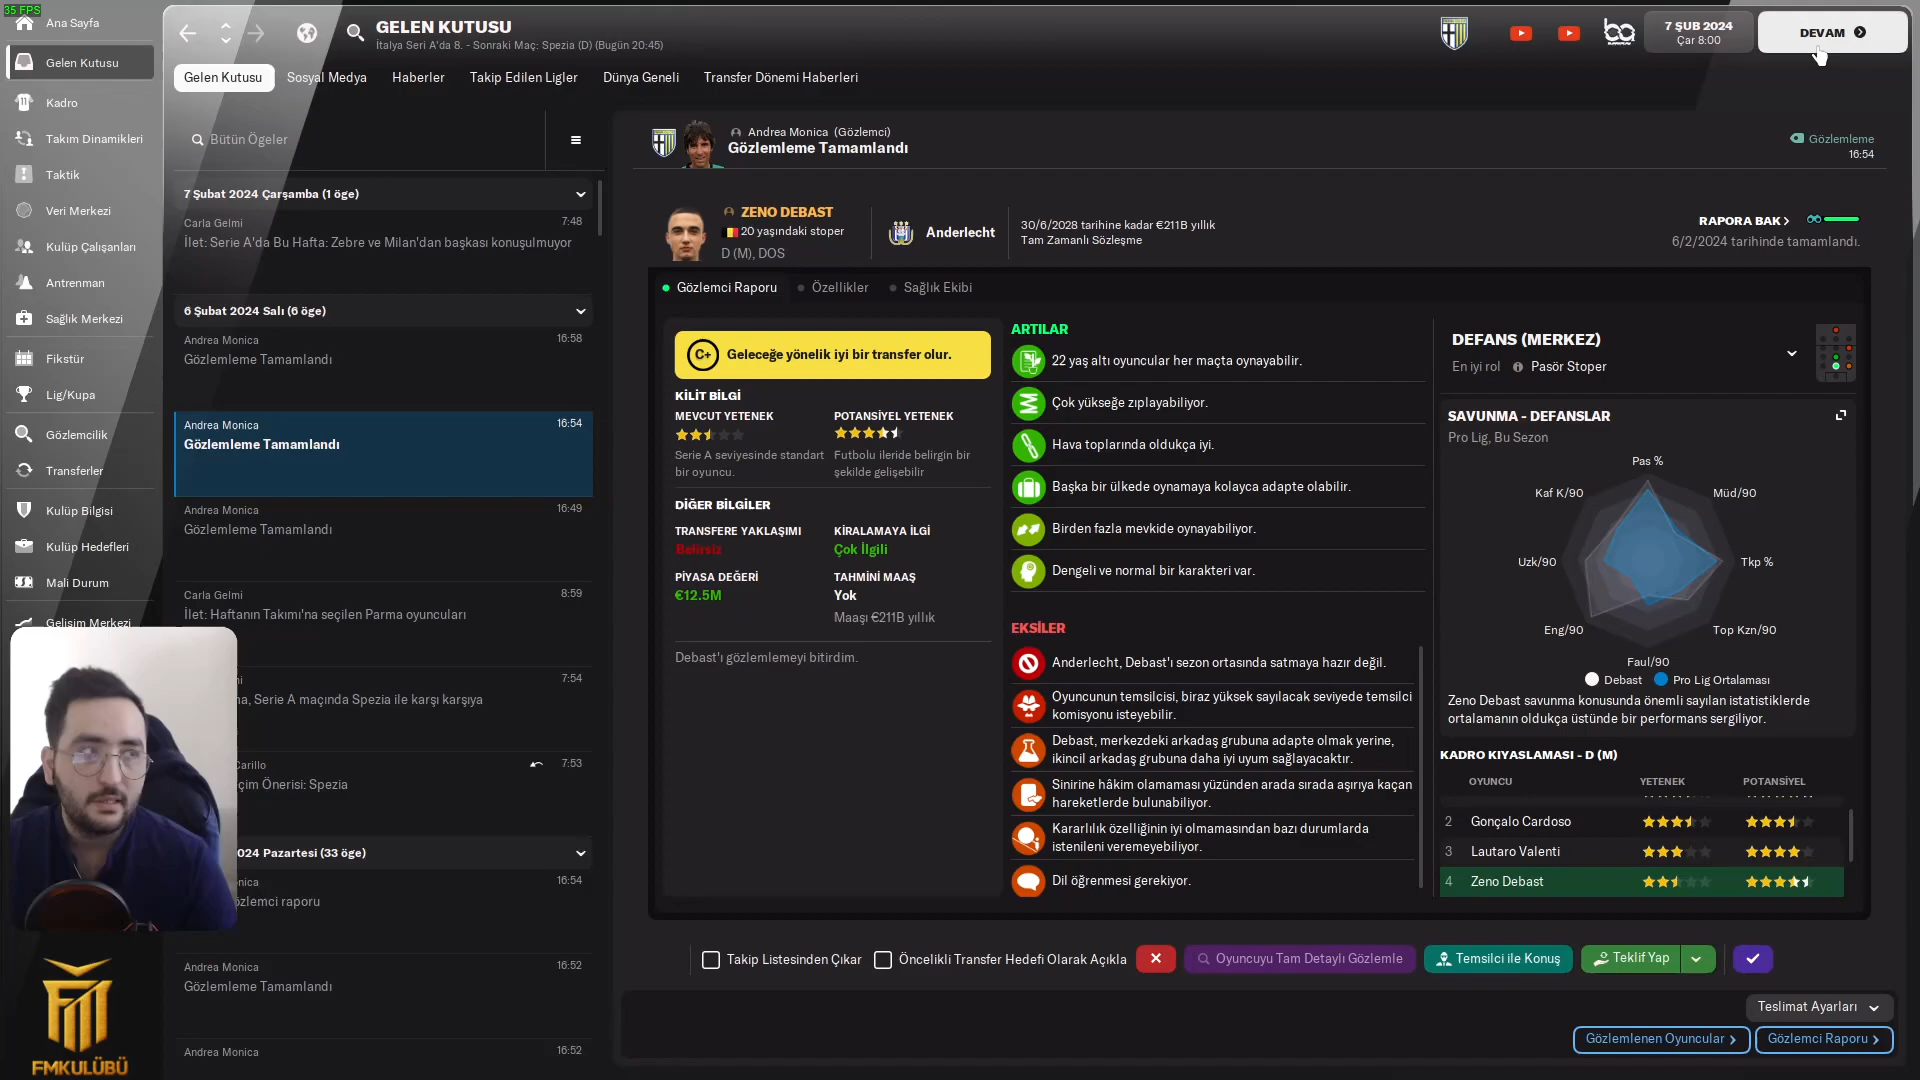 35 FPS
Ana Sayfa
Gelen Kutusu
Kadro
Takım Dinamikleri
Taktik
Veri Merkezi
Kulüp Çalışanları
Antrenman
Sağlık Merkezi
Fikstür
Lig/Kupa
Gözlemcilik
Transferler
Kulüp Bilgisi
Kulüp Hedefleri
Mali Durum
Gelişim Merkezi
FMKULÜBÜ
GELEN KUTUSU
İtalya Seri A'da 8. - Sonraki Maç: Spezia (D) (Bugün 20:45)
7 ŞUB 2024
Çar 8:00
DEVAM
Gelen Kutusu
Sosyal Medya
Haberler
Takip Edilen Ligler
Dünya Geneli
Transfer Dönemi Haberleri
Bütün Ögeler
7 Şubat 2024 Çarşamba (1 öge)
Carla Gelmi 7:48
İlet: Serie A'da Bu Hafta: Zebre ve Milan'dan başkası konuşulmuyor
6 Şubat 2024 Salı (6 öge)
Andrea Monica 16:58
Gözlemleme Tamamlandı
Andrea Monica 16:54
Gözlemleme Tamamlandı
Andrea Monica 16:49
Gözlemleme Tamamlandı
Carla Gelmi 8:59
İlet: Haftanın Takımı'na seçilen Parma oyuncuları
7:54
Serie A maçında Spezia ile karşı karşıya
Carillo 7:53
Önerisi: Spezia
Pazartesi (33 öge)
16:54
raporu
Andrea Monica 16:52
Gözlemleme Tamamlandı
Andrea Monica 16:52
Andrea Monica (Gözlemci)
Gözlemleme Tamamlandı
Gözlemleme
16:54
ZENO DEBAST
20 yaşındaki stoper
D (M), DOS
Anderlecht
30/6/2028 tarihine kadar €211B yıllık
Tam Zamanlı Sözleşme
RAPORA BAK >
6/2/2024 tarihinde tamamlandı.
Gözlemci Raporu
Özellikler
Sağlık Ekibi
C+
Geleceğe yönelik iyi bir transfer olur.
KİLİT BİLGİ
MEVCUT YETENEK
POTANSİYEL YETENEK
Serie A seviyesinde standart bir oyuncu.
Futbolu ileride belirgin bir şekilde gelişebilir
DİĞER BİLGİLER
TRANSFERE YAKLAŞIMI
Belirsiz
KİRALAMAYA İLGİ
Çok İlgili
PİYASA DEĞERİ
€12.5M
TAHMİNİ MAAŞ
Yok
Maaşı €211B yıllık
Debast'ı gözlemlemeyi bitirdim.
ARTILAR
22 yaş altı oyuncular her maçta oynayabilir.
Çok yükseğe zıplayabiliyor.
Hava toplarında oldukça iyi.
Başka bir ülkede oynamaya kolayca adapte olabilir.
Birden fazla mevkide oynayabiliyor.
Dengeli ve normal bir karakteri var.
EKSİLER
Anderlecht, Debast'ı sezon ortasında satmaya hazır değil.
Oyuncunun temsilcisi, biraz yüksek sayılacak seviyede temsilci
komisyonu isteyebilir.
Debast, merkezdeki arkadaş grubuna adapte olmak yerine,
ikincil arkadaş grubuna daha iyi uyum sağlayacaktır.
Sinirine hâkim olamaması yüzünden arada sırada aşırıya kaçan
hareketlerde bulunabiliyor.
Kararlılık özelliğinin iyi olmamasından bazı durumlarda
istenileni veremeyebiliyor.
Dil öğrenmesi gerekiyor.
DEFANS (MERKEZ)
En iyi rol Pasör Stoper
SAVUNMA - DEFANSLAR
Pro Lig, Bu Sezon
Pas %
Kaf K/90
Müd/90
Uzk/90
Tkp %
Eng/90
Top Kzn/90
Faul/90
Debast
Pro Lig Ortalaması
Zeno Debast savunma konusunda önemli sayılan istatistiklerde
ortalamanın oldukça üstünde bir performans sergiliyor.
KADRO KIYASLAMASI - D (M)
OYUNCU YETENEK POTANSİYEL
2 Gonçalo Cardoso
3 Lautaro Valenti
4 Zeno Debast
Takip Listesinden Çıkar
Öncelikli Transfer Hedefi Olarak Açıkla
Oyuncuyu Tam Detaylı Gözlemle
Temsilci ile Konuş
Teklif Yap
Teslimat Ayarları
Gözlemlenen Oyuncular >
Gözlemci Raporu >